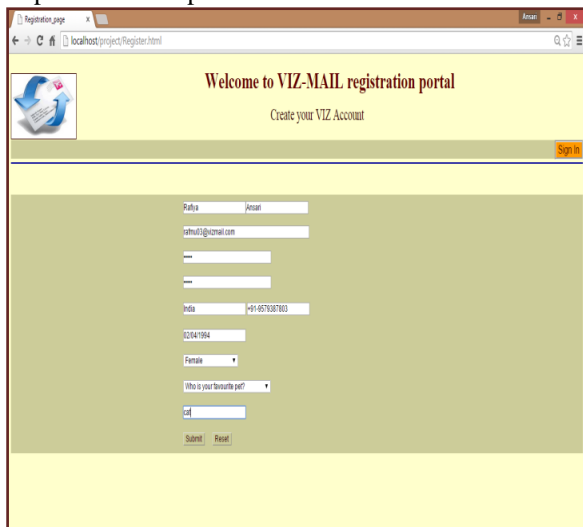 Registration_page
Ansari
localhost/project/Register.html
Welcome to VIZ-MAIL registration portal
Create your VIZ Account
Sign In
Rafiya Ansari
rafmu03@vizmail.com
••••
••••
India +91-9579387803
02/04/1994
Female
Who is your favourite pet?
cat
Submit Reset